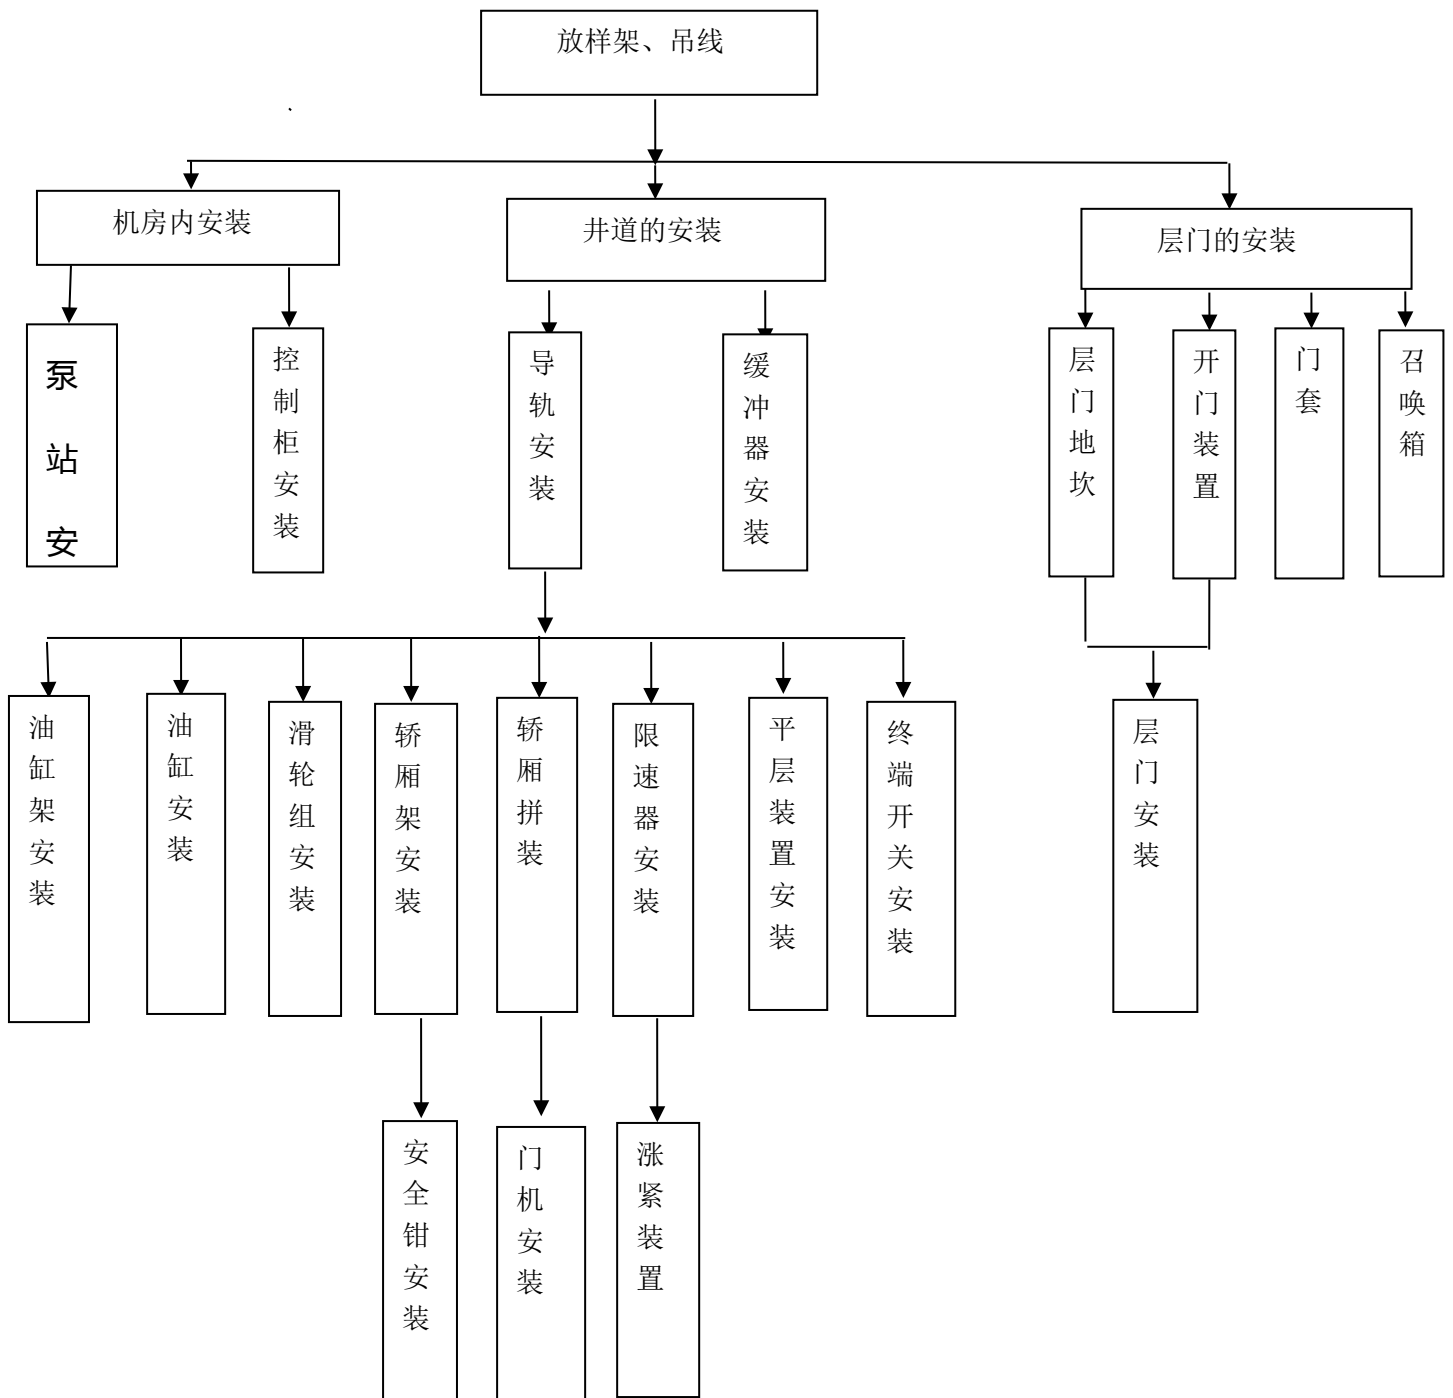 放样架、吊线
机房内安装
井道的安装
层门的安装
泵站安
控制柜安装
导轨安装
缓冲器安装
层门地坎
开门装置
门套
召唤箱
油缸架安装
油缸安装
滑轮组安装
轿厢架安装
轿厢拼装
限速器安装
平层装置安装
终端开关安装
层门安装
安全钳安装
门机安装
涨紧装置